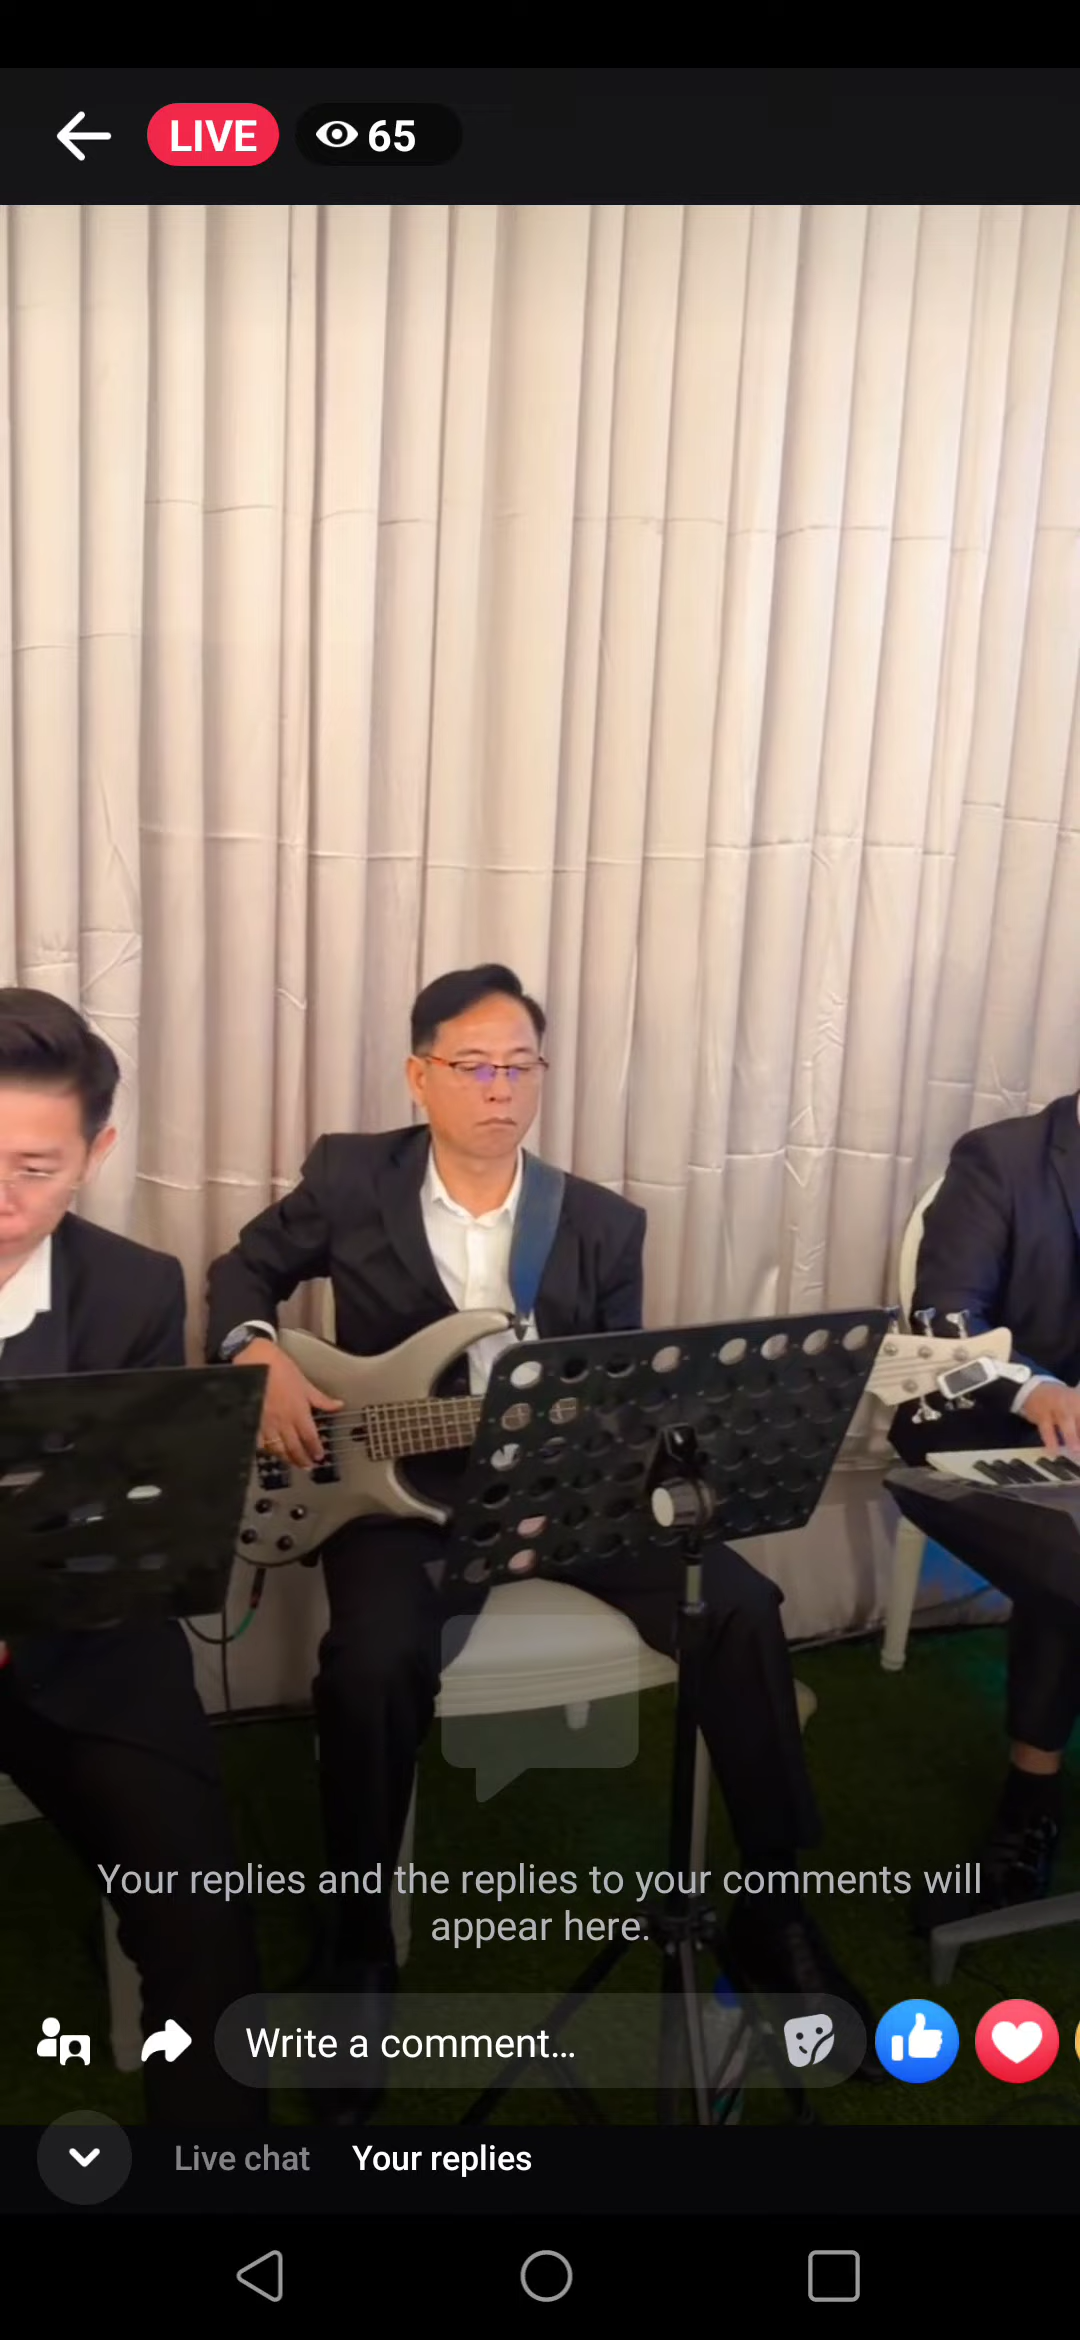 LIVE 65
Your replies and the replies to your comments will
appear here.
Write a comment...
Live chat Your replies